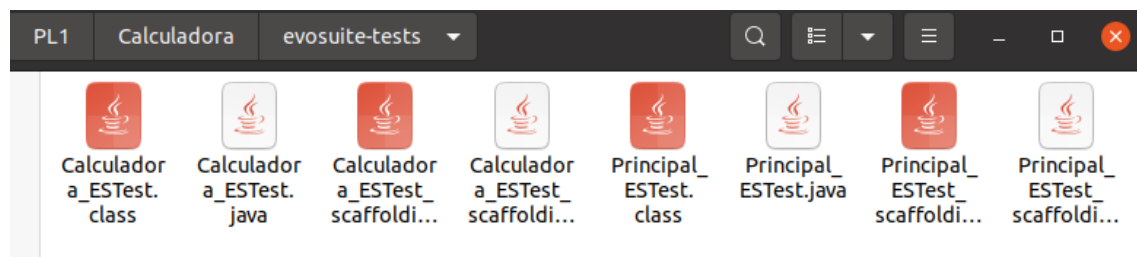 PL1 Calculadora evosuite-tests
Calculador Calculador Calculador Calculador Principal_ Principal_ Principal_ Principal_
a_ESTest. a_ESTest. a_ESTest_ a_ESTest_ ESTest. ESTest.java ESTest_ ESTest_
class java scaffoldi... scaffoldi... class scaffoldi... scaffoldi...